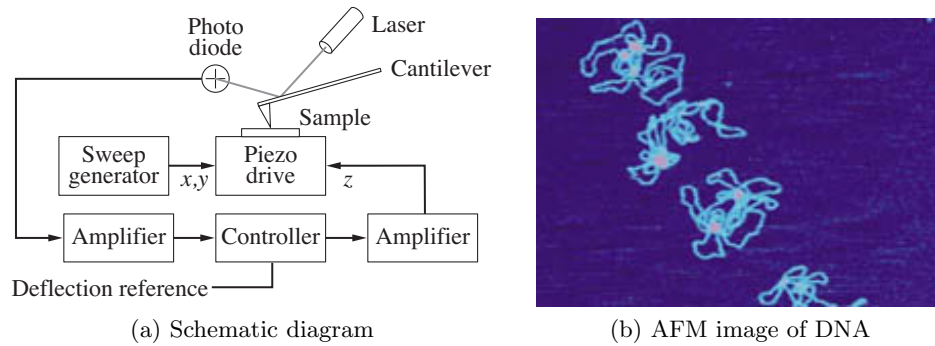 Photo
diode
Laser
Cantilever
Sample
Sweep
generator
x,y
Piezo
drive
z
Amplifier
Controller
Amplifier
Deflection reference
(a) Schematic diagram
(b) AFM image of DNA